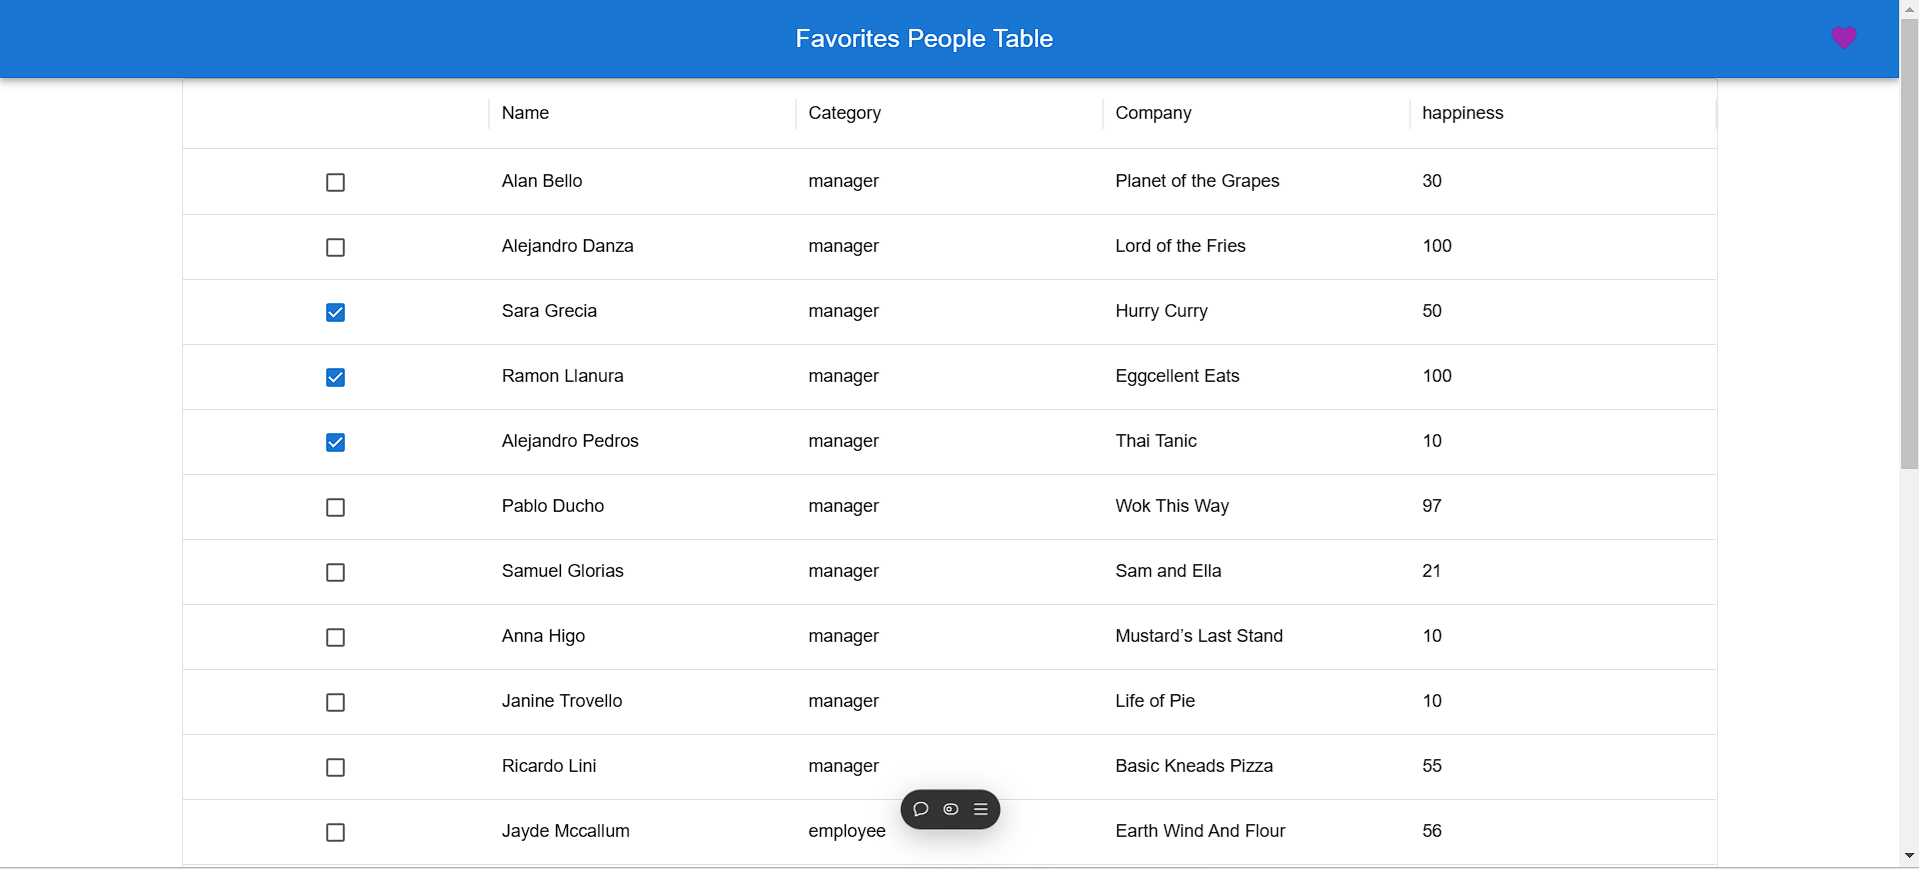 Favorites People Table
Name Category Company happiness
Alan Bello manager Planet of the Grapes 30
Alejandro Danza manager Lord of the Fries 100
Sara Grecia manager Hurry Curry 50
Ramon Llanura manager Eggcellent Eats 100
Alejandro Pedros manager Thai Tanic 10
Pablo Ducho manager Wok This Way 97
Samuel Glorias manager Sam and Ella 21
Anna Higo manager Mustard’s Last Stand 10
Janine Trovello manager Life of Pie 10
Ricardo Lini manager Basic Kneads Pizza 55
Jayde Mccallum employee Earth Wind And Flour 56